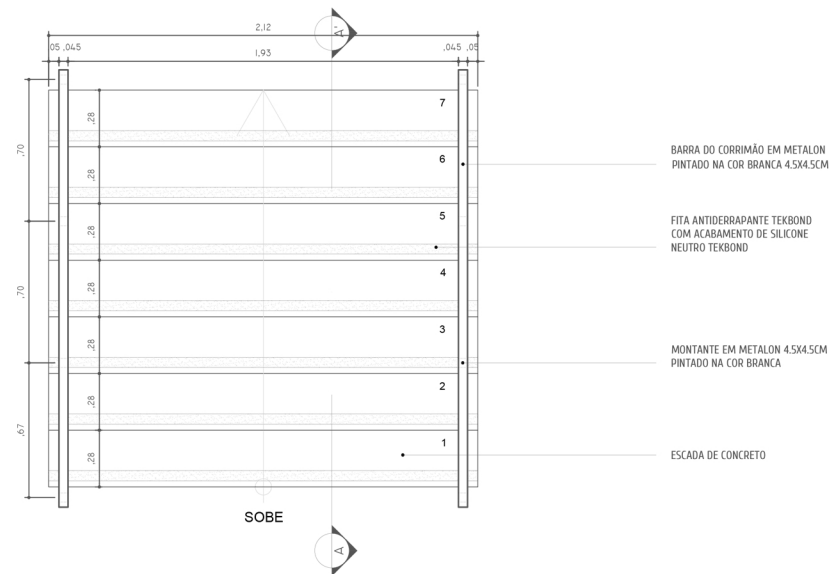 2,12
A'
,05 ,045
1,93
,045 ,05
7
,28
BARRA DO CORRIMÃO EM METALON
PINTADO NA COR BRANCA 4.5X4.5CM
6
,70
,28
FITA ANTIDERRAPANTE TEKBOND
COM ACABAMENTO DE SILICONE
NEUTRO TEKBOND
5
,28
4
,28
,70
3
,28
MONTANTE EM METALON 4.5X4.5CM
PINTADO NA COR BRANCA
2
,28
,67
1
,28
ESCADA DE CONCRETO
SOBE
A